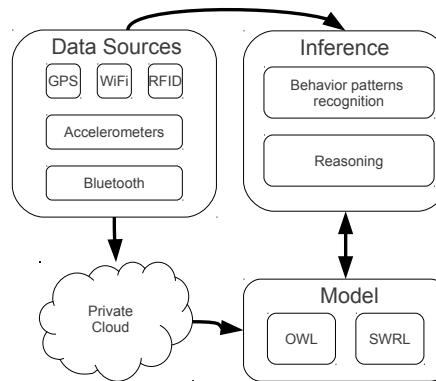 Data Sources
GPS WiFi RFID
Accelerometers
Bluetooth
Inference
Behavior patterns
recognition
Reasoning
Private
Cloud
Model
OWL SWRL